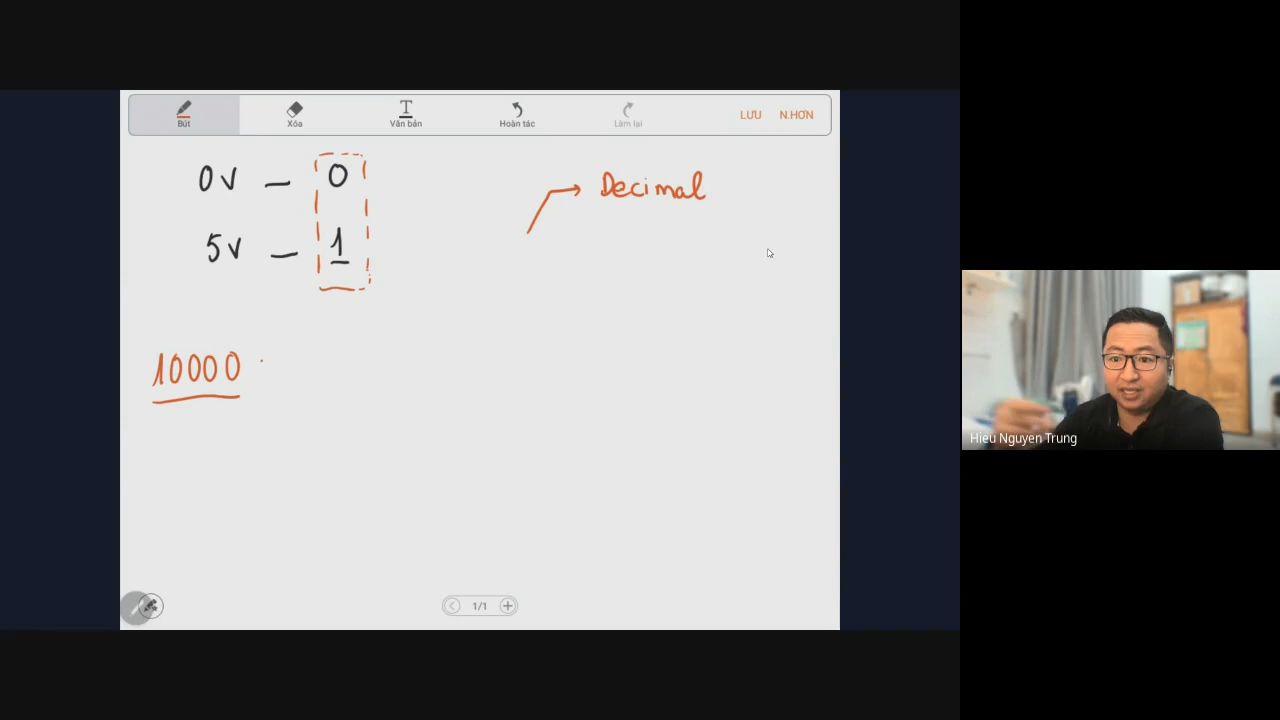 Bút Xóa Văn bản Hoàn tác Làm lại LƯU N.HƠN
0V – 0
Decimal
5V – 1
10000
1/1
Hieu Nguyen Trung